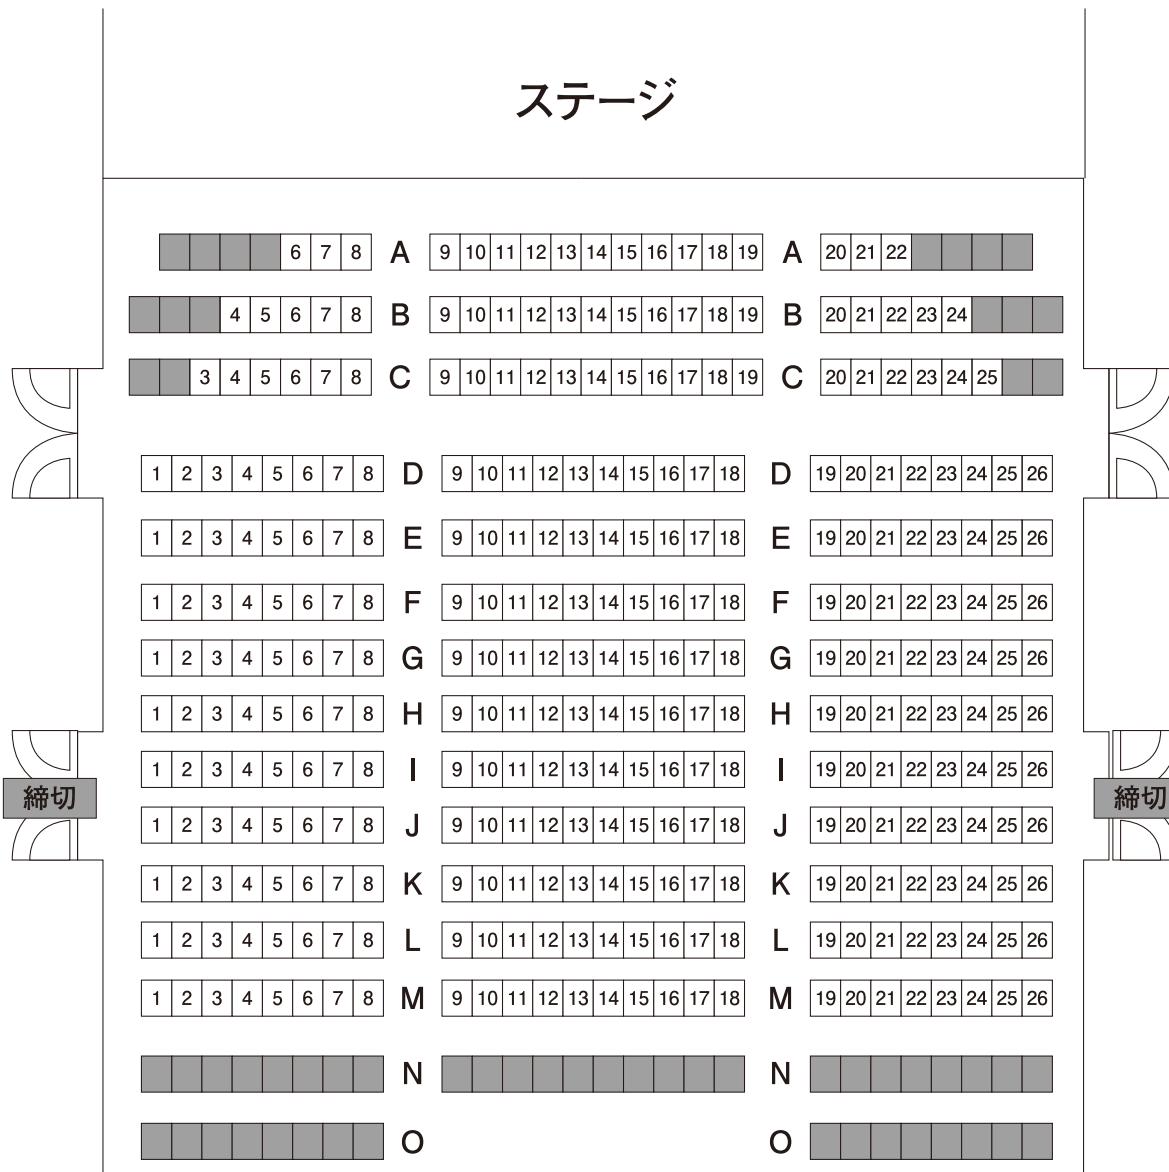 ステージ
6 7 8 A 9 10 11 12 13 14 15 16 17 18 19 A 20 21 22
4 5 6 7 8 B 9 10 11 12 13 14 15 16 17 18 19 B 20 21 22 23 24
3 4 5 6 7 8 C 9 10 11 12 13 14 15 16 17 18 19 C 20 21 22 23 24 25
1 2 3 4 5 6 7 8 D 9 10 11 12 13 14 15 16 17 18 D 19 20 21 22 23 24 25 26
1 2 3 4 5 6 7 8 E 9 10 11 12 13 14 15 16 17 18 E 19 20 21 22 23 24 25 26
1 2 3 4 5 6 7 8 F 9 10 11 12 13 14 15 16 17 18 F 19 20 21 22 23 24 25 26
1 2 3 4 5 6 7 8 G 9 10 11 12 13 14 15 16 17 18 G 19 20 21 22 23 24 25 26
1 2 3 4 5 6 7 8 H 9 10 11 12 13 14 15 16 17 18 H 19 20 21 22 23 24 25 26
1 2 3 4 5 6 7 8 I 9 10 11 12 13 14 15 16 17 18 I 19 20 21 22 23 24 25 26
締切 締切
1 2 3 4 5 6 7 8 J 9 10 11 12 13 14 15 16 17 18 J 19 20 21 22 23 24 25 26
1 2 3 4 5 6 7 8 K 9 10 11 12 13 14 15 16 17 18 K 19 20 21 22 23 24 25 26
1 2 3 4 5 6 7 8 L 9 10 11 12 13 14 15 16 17 18 L 19 20 21 22 23 24 25 26
1 2 3 4 5 6 7 8 M 9 10 11 12 13 14 15 16 17 18 M 19 20 21 22 23 24 25 26
N N
O O